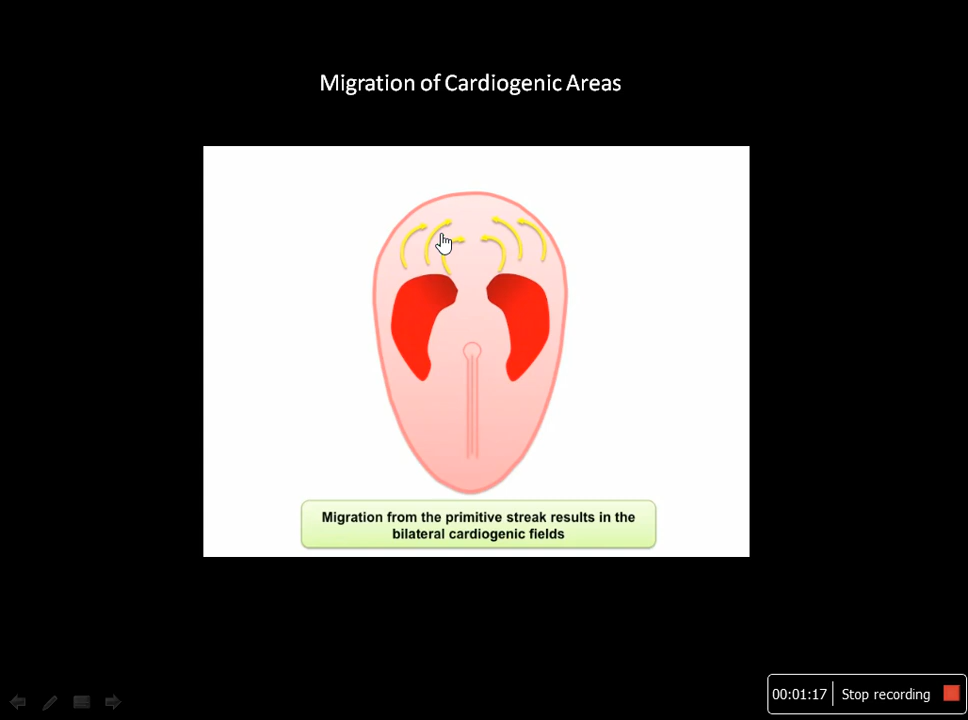 Migration of Cardiogenic Areas
Migration from the primitive streak results in the
bilateral cardiogenic fields
00:01:17 Stop recording